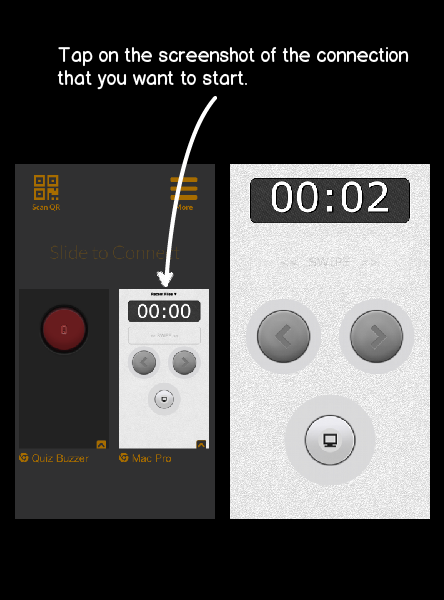 Tap on the screenshot of the connection
that you want to start.
Scan QR
More
Slide to Connect
00:00
<< SWIPE >>
Quiz Buzzer
Mac Pro
00:02
<< SWIPE >>